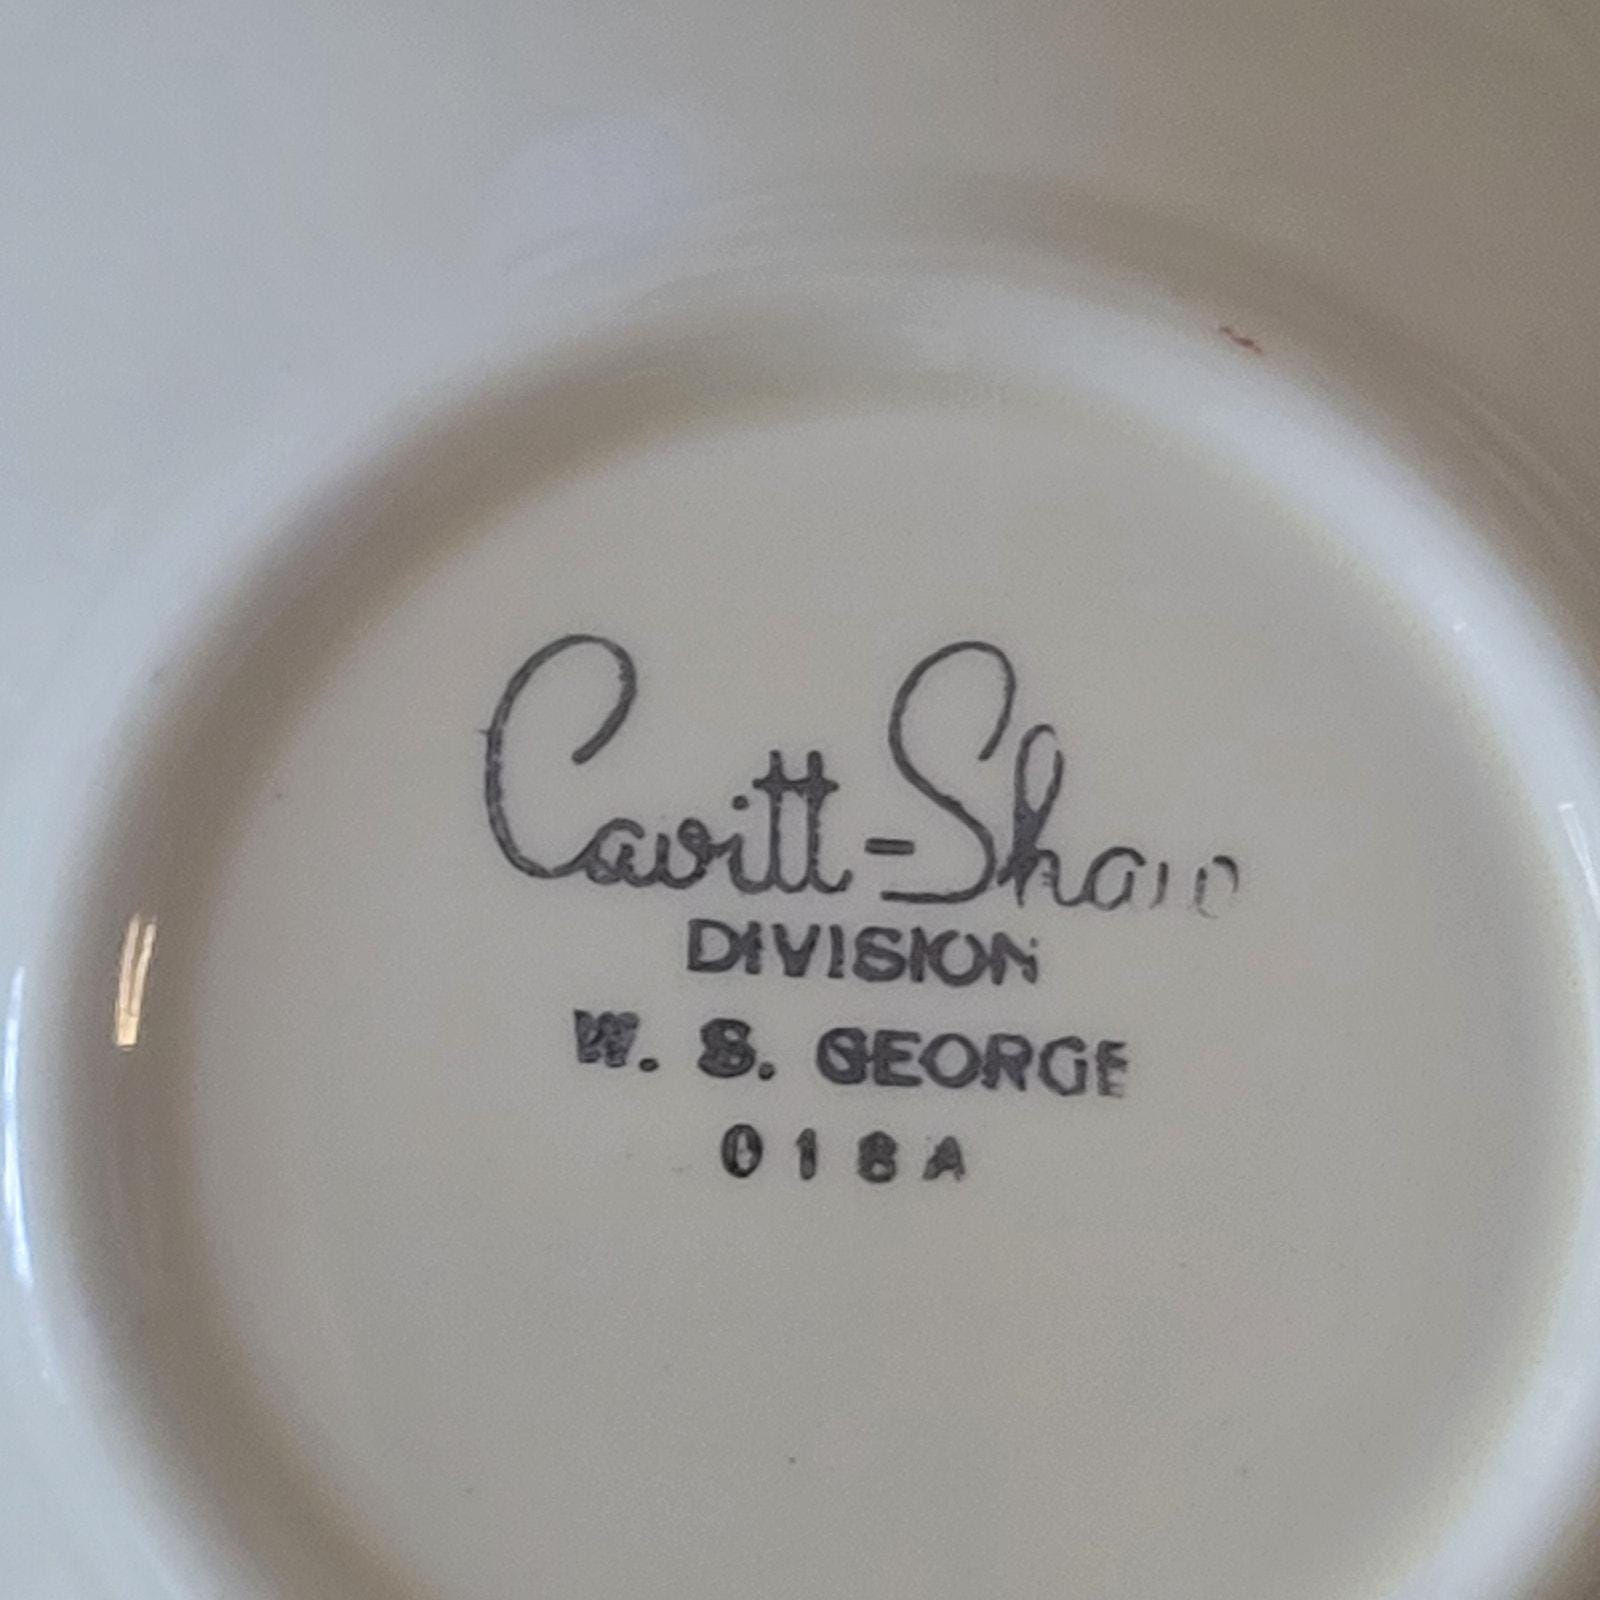 Cavitt-Shaw
DIVISION
W. S. GEORGE
018A